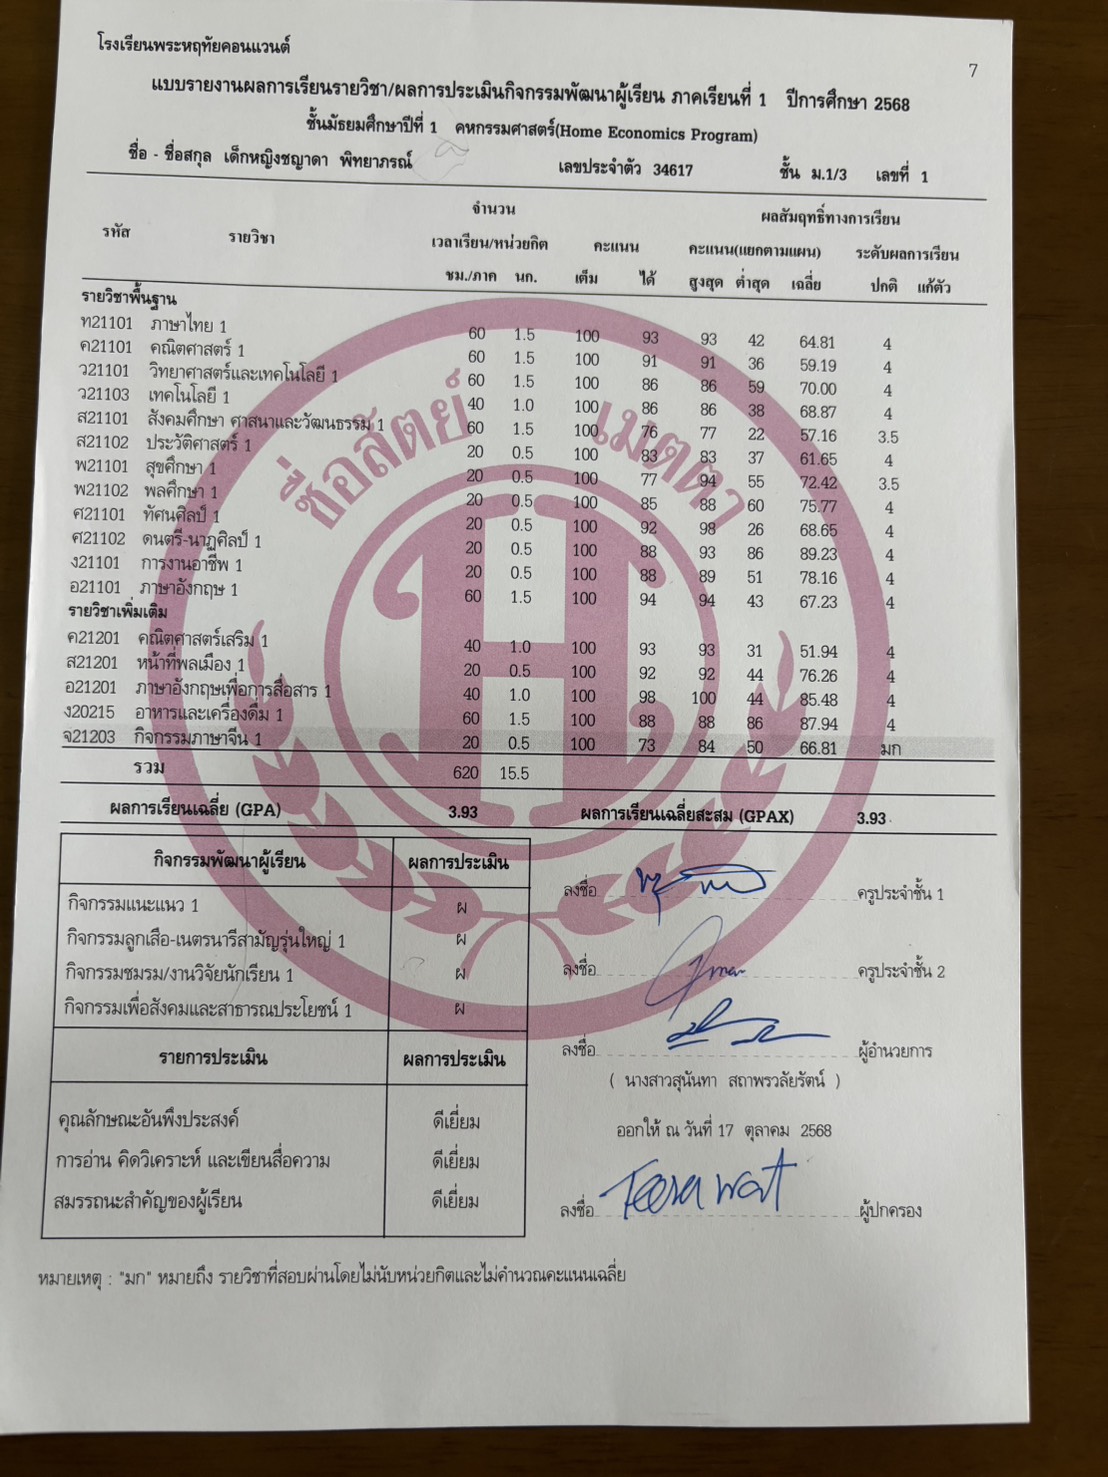 โรงเรียนพระหฤทัยคอนแวนต์
7
แบบรายงานผลการเรียนรายวิชา/ผลการประเมินกิจกรรมพัฒนาผู้เรียน ภาคเรียนที่ 1 ปีการศึกษา 2568
ชั้นมัธยมศึกษาปีที่ 1 คหกรรมศาสตร์(Home Economics Program)
ชื่อ - ชื่อสกุล เด็กหญิงชญาดา พิทยาภรณ์ เลขประจำตัว 34617 ชั้น ม.1/3 เลขที่ 1
จำนวน ผลสัมฤทธิ์ทางการเรียน
รหัส รายวิชา เวลาเรียน/หน่วยกิต คะแนน คะแนน(แยกตามแผน) ระดับผลการเรียน
ชม./ภาค นก. เต็ม ได้ สูงสุด ต่ำสุด เฉลี่ย ปกติ แก้ตัว
รายวิชาพื้นฐาน
ท21101 ภาษาไทย 1 60 1.5 100 93 93 42 64.81 4
ค21101 คณิตศาสตร์ 1 60 1.5 100 91 91 36 59.19 4
ว21101 วิทยาศาสตร์และเทคโนโลยี 1 60 1.5 100 86 86 59 70.00 4
ว21103 เทคโนโลยี 1 40 1.0 100 86 86 38 68.87 4
ส21101 สังคมศึกษา ศาสนาและวัฒนธรรม 1 60 1.5 100 76 77 22 57.16 3.5
ส21102 ประวัติศาสตร์ 1 20 0.5 100 83 83 37 61.65 4
พ21101 สุขศึกษา 1 20 0.5 100 77 94 55 72.42 3.5
พ21102 พลศึกษา 1 20 0.5 100 85 88 60 75.77 4
ศ21101 ทัศนศิลป์ 1 20 0.5 100 92 98 26 68.65 4
ศ21102 ดนตรี-นาฏศิลป์ 1 20 0.5 100 88 93 86 89.23 4
ง21101 การงานอาชีพ 1 20 0.5 100 88 89 51 78.16 4
อ21101 ภาษาอังกฤษ 1 60 1.5 100 94 94 43 67.23 4
รายวิชาเพิ่มเติม
ค21201 คณิตศาสตร์เสริม 1 40 1.0 100 93 93 31 51.94 4
ส21201 หน้าที่พลเมือง 1 20 0.5 100 92 92 44 76.26 4
อ21201 ภาษาอังกฤษเพื่อการสื่อสาร 1 40 1.0 100 98 100 44 85.48 4
ง20215 อาหารและเครื่องดื่ม 1 60 1.5 100 88 88 86 87.94 4
จ21203 กิจกรรมภาษาจีน 1 20 0.5 100 73 84 50 66.81 มก
รวม 620 15.5
ผลการเรียนเฉลี่ย (GPA) 3.93 ผลการเรียนเฉลี่ยสะสม (GPAX) 3.93
ซื่อสัตย์ เมตตา
H
กิจกรรมพัฒนาผู้เรียน ผลการประเมิน
กิจกรรมแนะแนว 1 ผ
กิจกรรมลูกเสือ-เนตรนารีสามัญรุ่นใหญ่ 1 ผ
กิจกรรมชมรม/งานวิจัยนักเรียน 1 ผ
กิจกรรมเพื่อสังคมและสาธารณประโยชน์ 1 ผ
รายการประเมิน ผลการประเมิน
คุณลักษณะอันพึงประสงค์ ดีเยี่ยม
การอ่าน คิดวิเคราะห์ และเขียนสื่อความ ดีเยี่ยม
สมรรถนะสำคัญของผู้เรียน ดีเยี่ยม
ลงชื่อ ครูประจำชั้น 1
ลงชื่อ ครูประจำชั้น 2
ลงชื่อ ผู้อำนวยการ
( นางสาวสุนันทา สถาพรวลัยรัตน์ )
ออกให้ ณ วันที่ 17 ตุลาคม 2568
ลงชื่อ Teerawat ผู้ปกครอง
หมายเหตุ : "มก" หมายถึง รายวิชาที่สอบผ่านโดยไม่นับหน่วยกิตและไม่คำนวณคะแนนเฉลี่ย